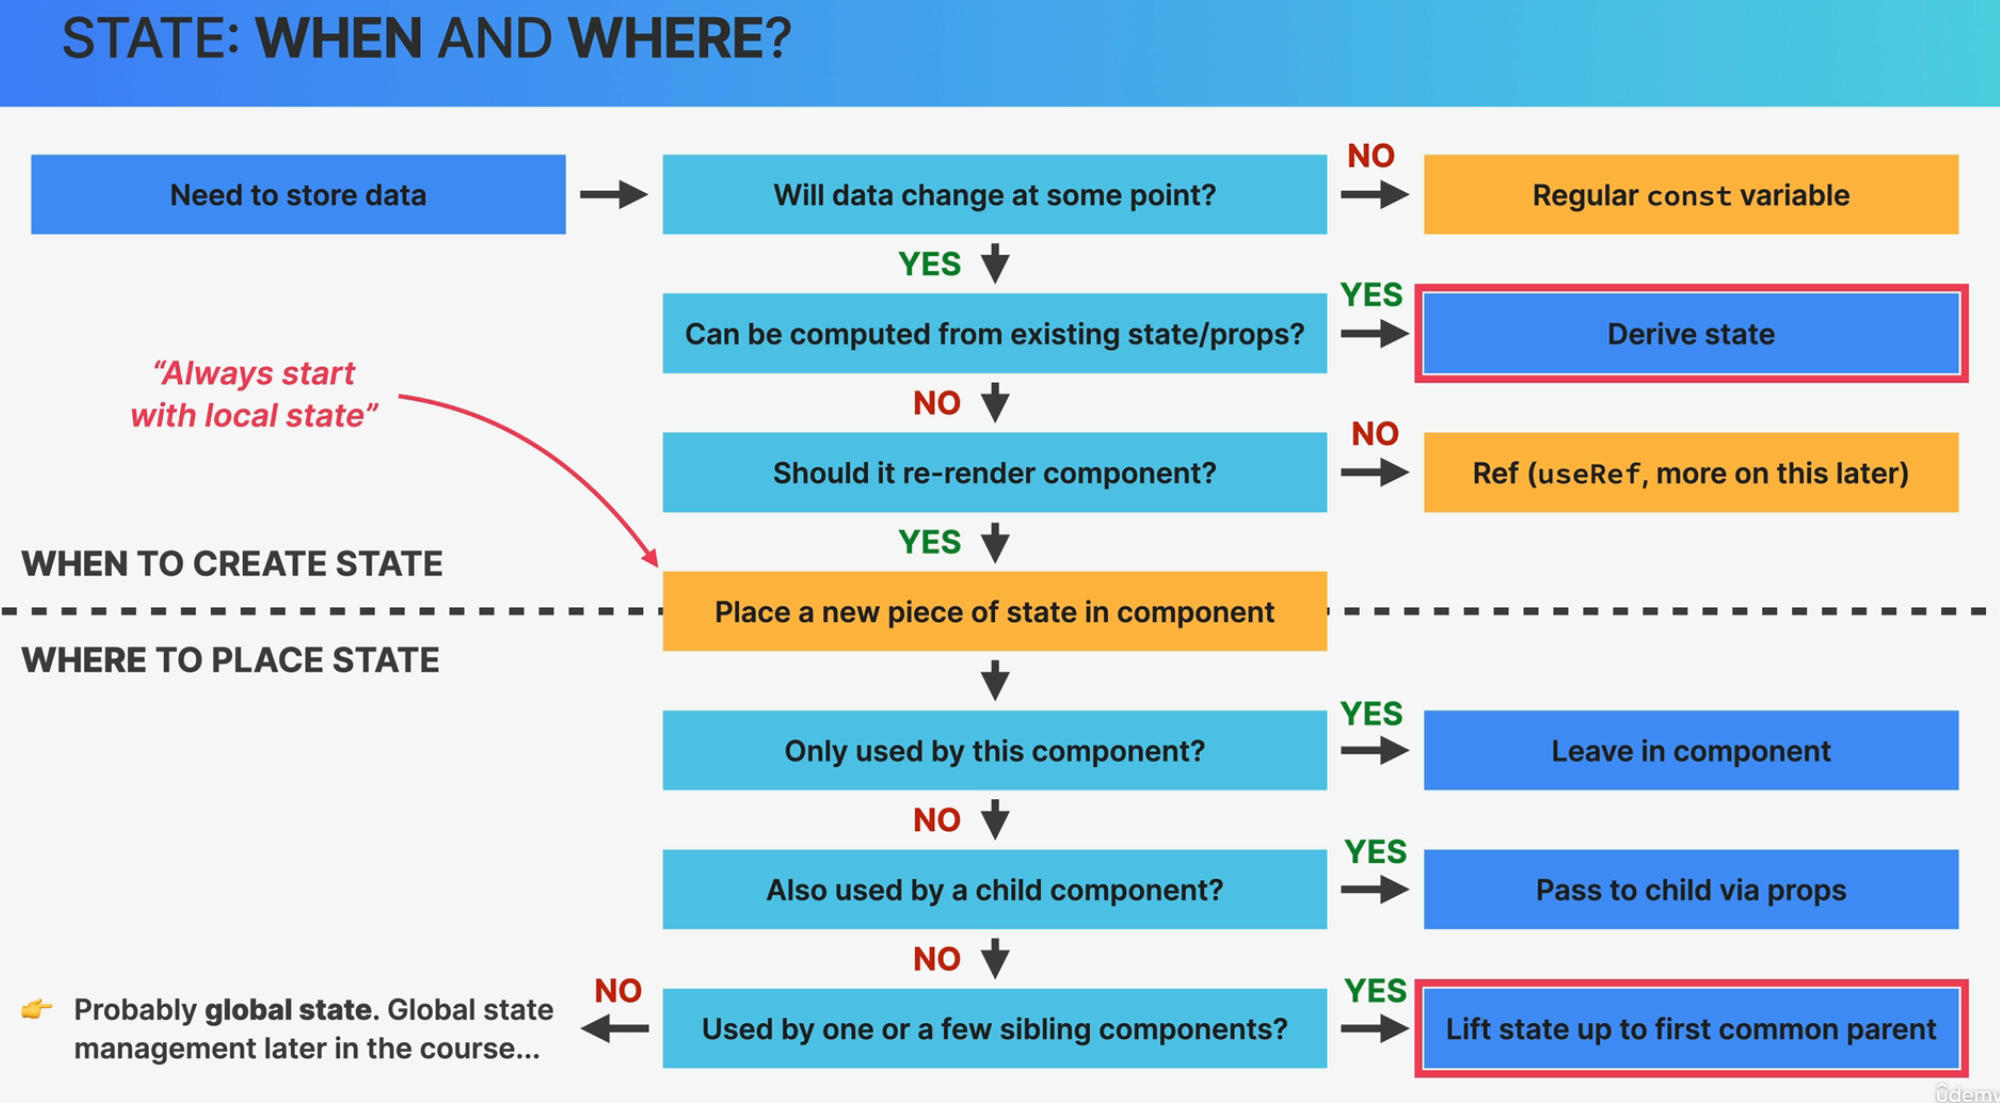 STATE: WHEN AND WHERE?
Need to store data
Will data change at some point?
NO
Regular const variable
YES
Can be computed from existing state/props?
YES
Derive state
“Always start
with local state”
NO
Should it re-render component?
NO
Ref (useRef, more on this later)
YES
WHEN TO CREATE STATE
Place a new piece of state in component
WHERE TO PLACE STATE
Only used by this component?
YES
Leave in component
NO
Also used by a child component?
YES
Pass to child via props
NO
Used by one or a few sibling components?
YES
Lift state up to first common parent
NO
👉 Probably global state. Global state
management later in the course...
ûdemy